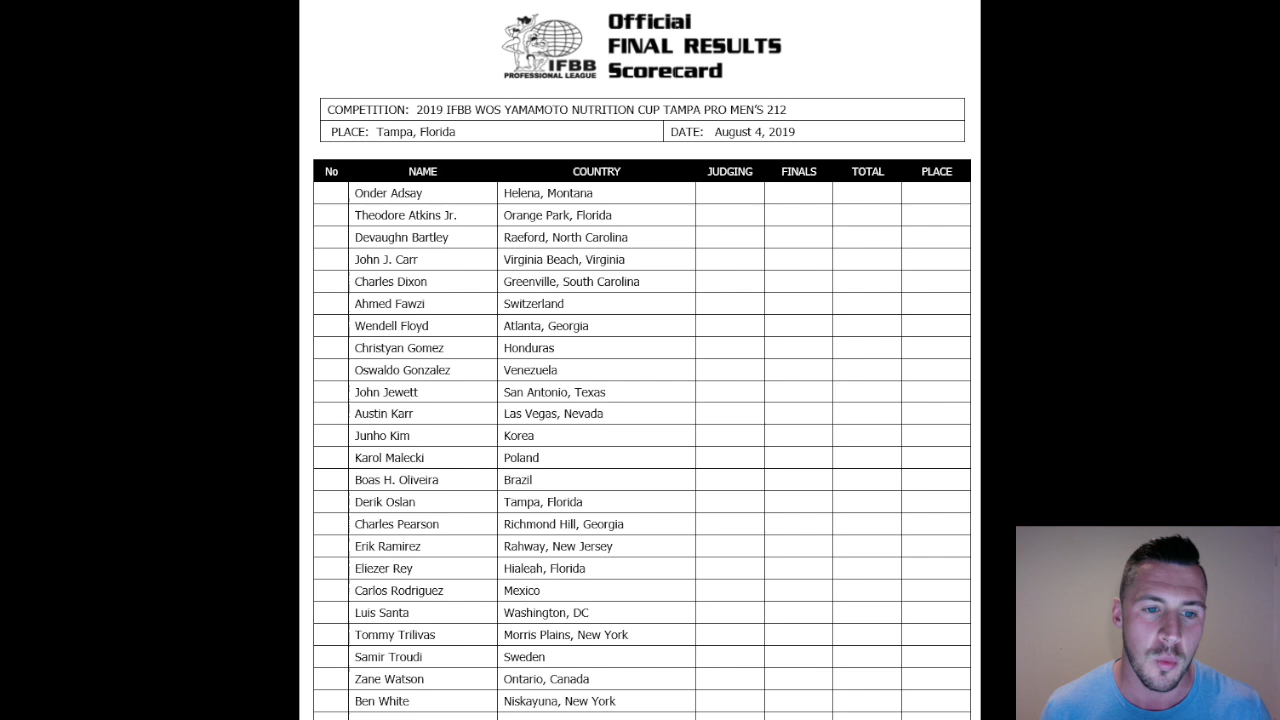 Official
FINAL RESULTS
Scorecard
IFBB
PROFESSIONAL LEAGUE
COMPETITION: 2019 IFBB WOS YAMAMOTO NUTRITION CUP TAMPA PRO MEN'S 212
PLACE: Tampa, Florida DATE: August 4, 2019
No NAME COUNTRY JUDGING FINALS TOTAL PLACE
Onder Adsay Helena, Montana
Theodore Atkins Jr. Orange Park, Florida
Devaughn Bartley Raeford, North Carolina
John J. Carr Virginia Beach, Virginia
Charles Dixon Greenville, South Carolina
Ahmed Fawzi Switzerland
Wendell Floyd Atlanta, Georgia
Christyan Gomez Honduras
Oswaldo Gonzalez Venezuela
John Jewett San Antonio, Texas
Austin Karr Las Vegas, Nevada
Junho Kim Korea
Karol Malecki Poland
Boas H. Oliveira Brazil
Derik Oslan Tampa, Florida
Charles Pearson Richmond Hill, Georgia
Erik Ramirez Rahway, New Jersey
Eliezer Rey Hialeah, Florida
Carlos Rodriguez Mexico
Luis Santa Washington, DC
Tommy Trilivas Morris Plains, New York
Samir Troudi Sweden
Zane Watson Ontario, Canada
Ben White Niskayuna, New York